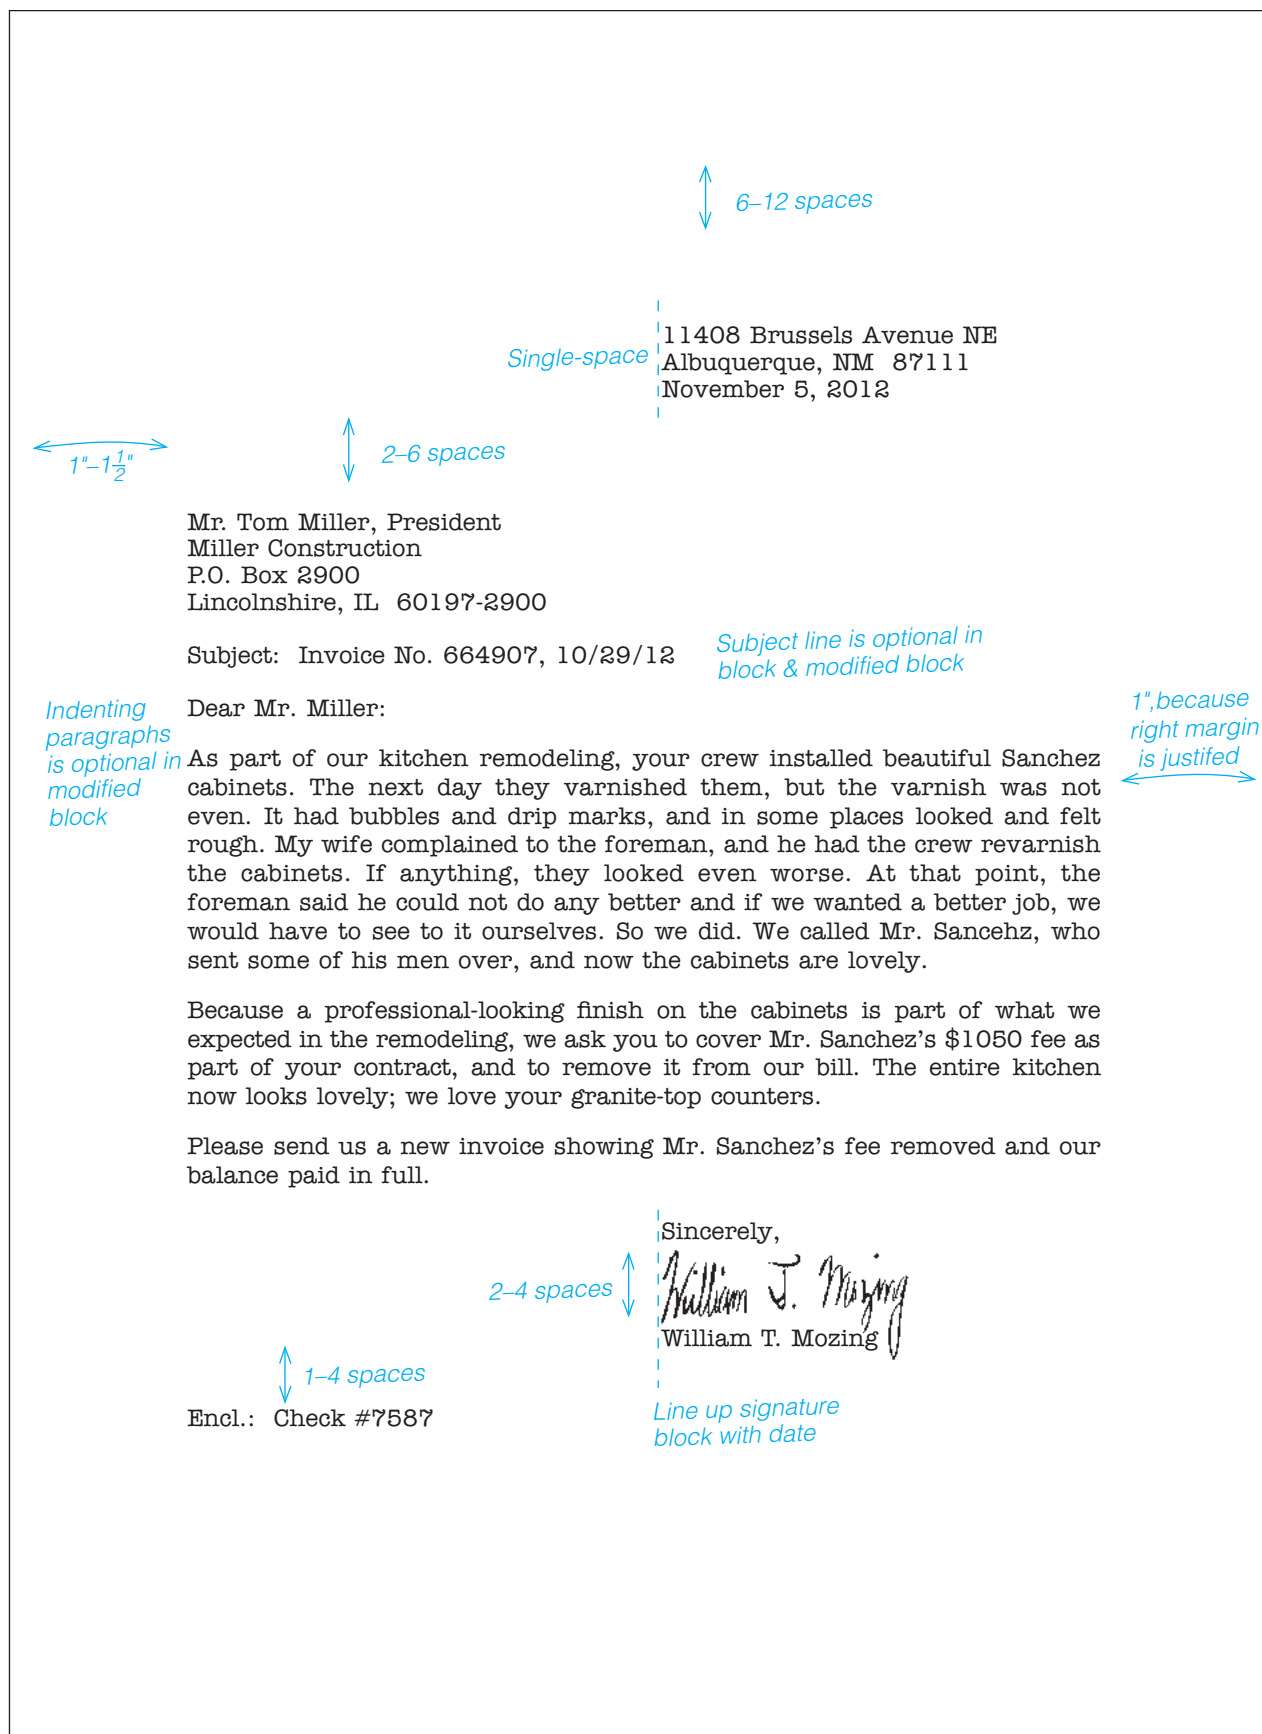 6–12 spaces
11408 Brussels Avenue NE
Single-space
Albuquerque, NM 87111
November 5, 2012
1"–1 1/2"
2–6 spaces
Mr. Tom Miller, President
Miller Construction
P.O. Box 2900
Lincolnshire, IL 60197-2900
Subject: Invoice No. 664907, 10/29/12
Subject line is optional in
block & modified block
Indenting
paragraphs
is optional in
modified
block
Dear Mr. Miller:
1",because
right margin
is justifed
As part of our kitchen remodeling, your crew installed beautiful Sanchez
cabinets. The next day they varnished them, but the varnish was not
even. It had bubbles and drip marks, and in some places looked and felt
rough. My wife complained to the foreman, and he had the crew revarnish
the cabinets. If anything, they looked even worse. At that point, the
foreman said he could not do any better and if we wanted a better job, we
would have to see to it ourselves. So we did. We called Mr. Sancehz, who
sent some of his men over, and now the cabinets are lovely.
Because a professional-looking finish on the cabinets is part of what we
expected in the remodeling, we ask you to cover Mr. Sanchez's $1050 fee as
part of your contract, and to remove it from our bill. The entire kitchen
now looks lovely; we love your granite-top counters.
Please send us a new invoice showing Mr. Sanchez's fee removed and our
balance paid in full.
Sincerely,
2–4 spaces
William T. Mozing
William T. Mozing
1–4 spaces
Encl.: Check #7587
Line up signature
block with date